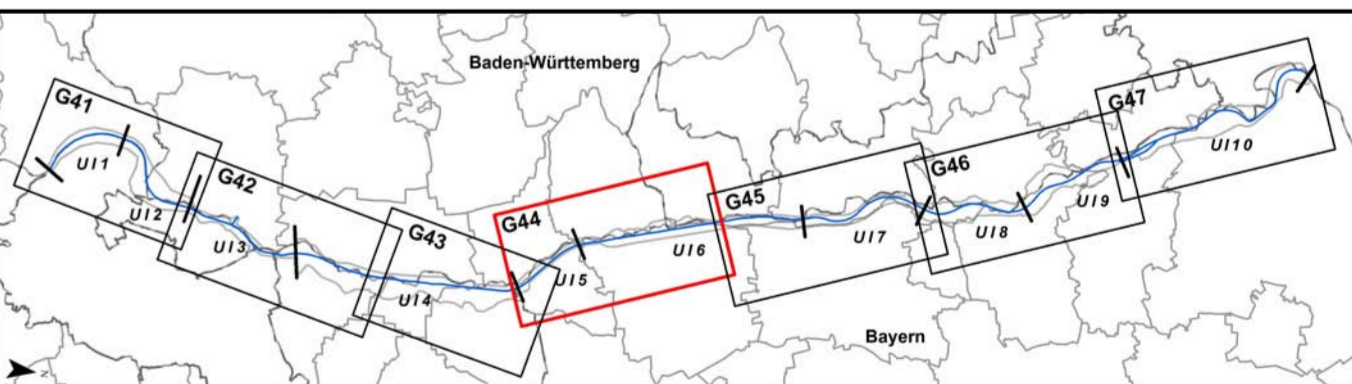 Baden-Württemberg
G41
UI1
UI2
G42
UI3
G43
UI4
G44
UI5
UI6
G45
UI7
G46
UI8
UI9
G47
UI10
Bayern
N